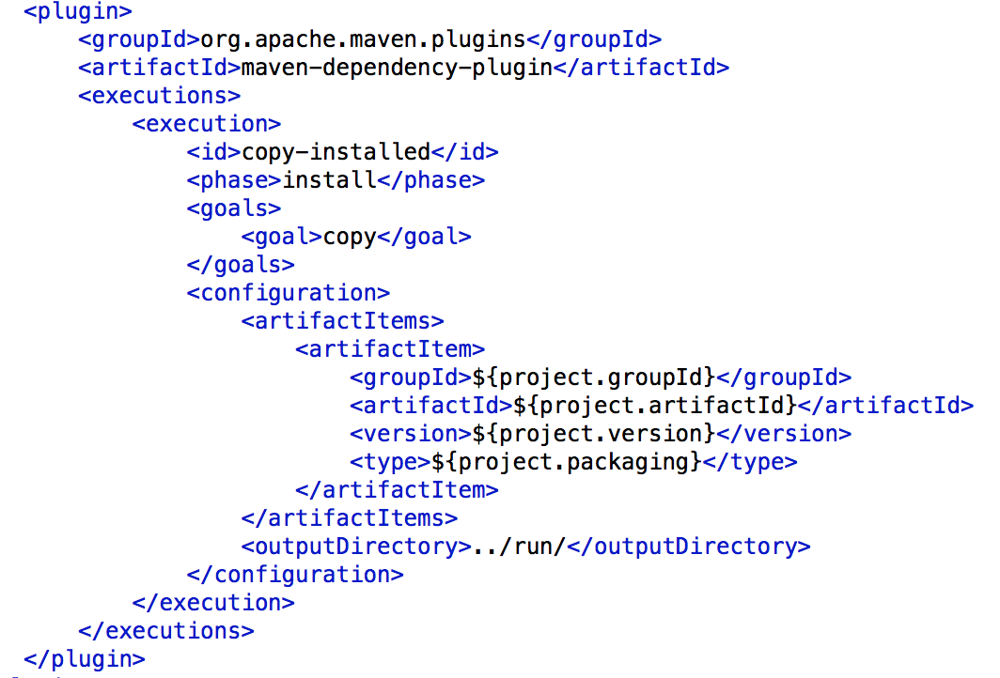 <plugin>
    <groupId>org.apache.maven.plugins</groupId>
    <artifactId>maven-dependency-plugin</artifactId>
    <executions>
        <execution>
            <id>copy-installed</id>
            <phase>install</phase>
            <goals>
                <goal>copy</goal>
            </goals>
            <configuration>
                <artifactItems>
                    <artifactItem>
                        <groupId>${project.groupId}</groupId>
                        <artifactId>${project.artifactId}</artifactId>
                        <version>${project.version}</version>
                        <type>${project.packaging}</type>
                    </artifactItem>
                </artifactItems>
                <outputDirectory>../run/</outputDirectory>
            </configuration>
        </execution>
    </executions>
</plugin>